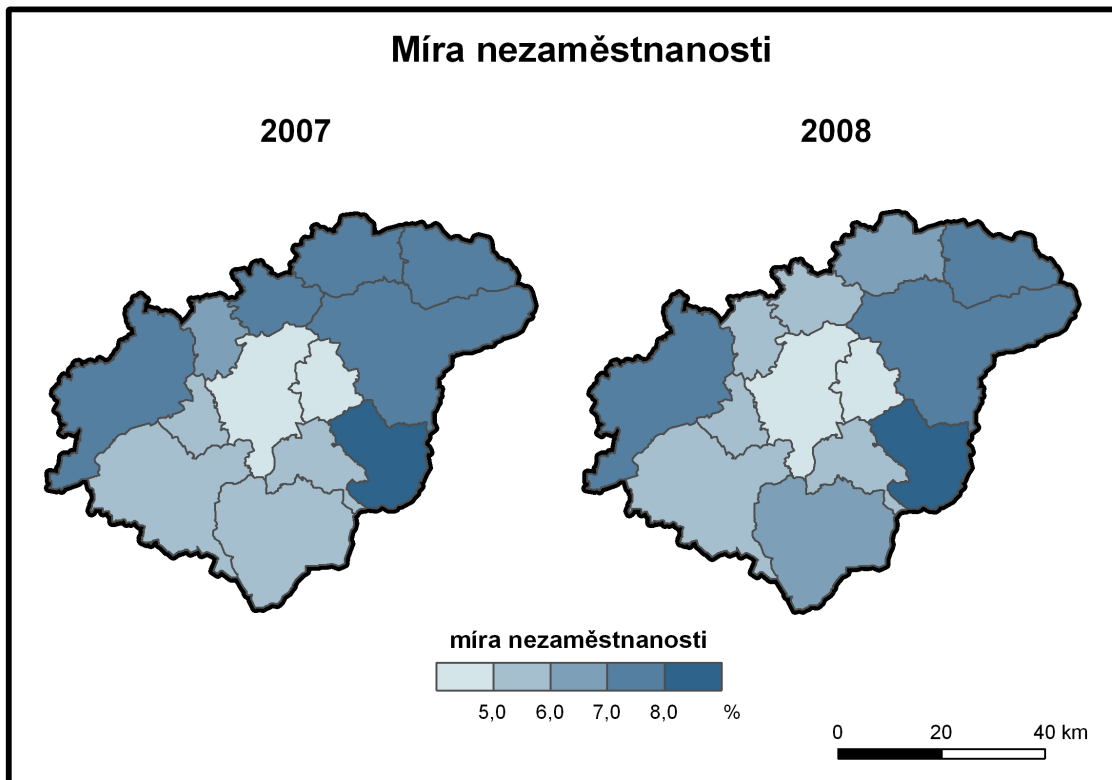 Míra nezaměstnanosti
2007
2008
míra nezaměstnanosti
5,0 6,0 7,0 8,0 %
0 20 40 km